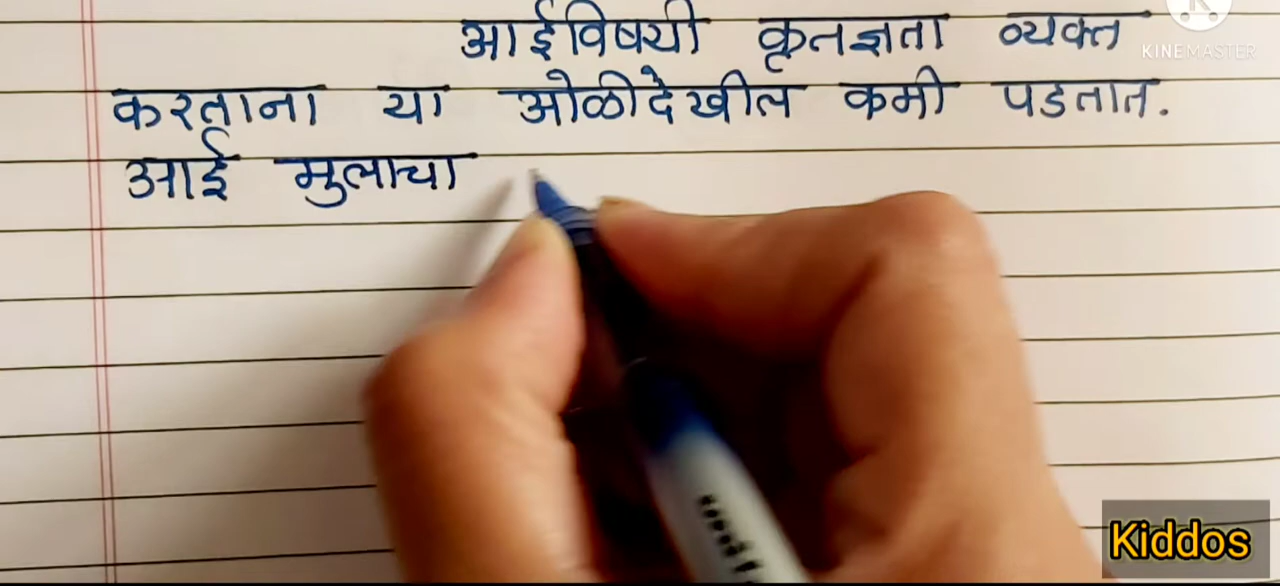 आईविषयी कृतज्ञता व्यक्त
KINEMASTER
करताना या ओळीदेखील कमी पडतात.
आई मुलाचा
Kiddos